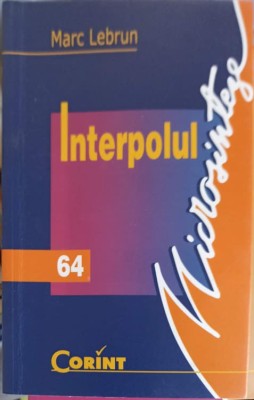 Marc Lebrun
Interpolul
Microsinteze
64
CORINT